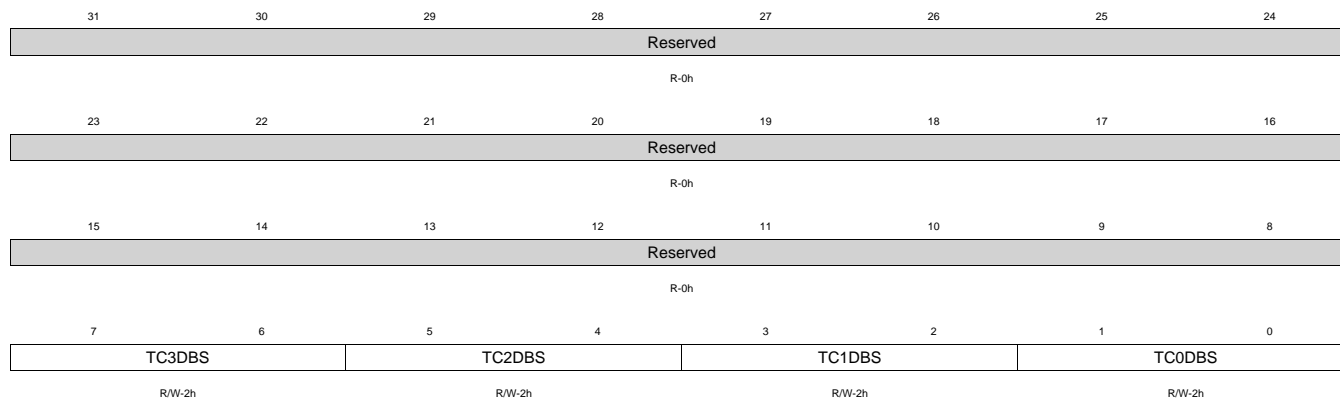 31 30 29 28 27 26 25 24
Reserved
R-0h
23 22 21 20 19 18 17 16
Reserved
R-0h
15 14 13 12 11 10 9 8
Reserved
R-0h
7 6 5 4 3 2 1 0
TC3DBS TC2DBS TC1DBS TC0DBS
R/W-2h R/W-2h R/W-2h R/W-2h